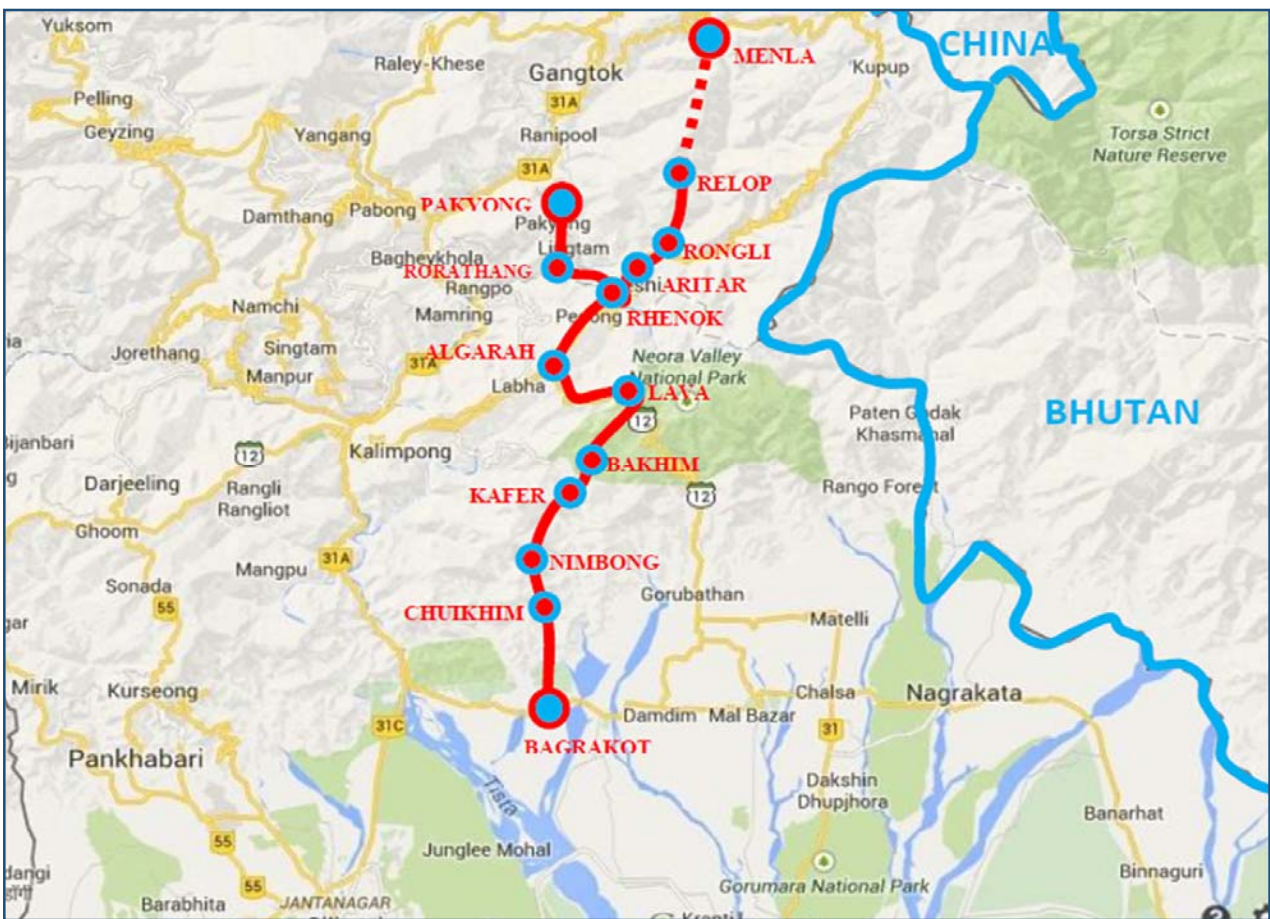 Yuksom
CHINA
MENLA
Raley-Khese
Gangtok
Kupup
Pelling
31A
Geyzing
Yangang
Ranipool
Torsa Strict
Nature Reserve
31A
RELOP
PAKYONG
Damthang
Pabong
Lingtam
RONGLI
RORATHANG
Rangpo
ARITAR
Namchi
Mamring
RHENOK
Jorethang
Singtam
31A
ALGARAH
Neora Valley
National Park
Manpur
Labha
LAVA
12
Paten Godak
Khasmahal
BHUTAN
Bijanbari
12
Kalimpong
BAKHIM
Darjeeling
Rangli
Rangliot
KAFER
12
Rango Forest
Ghoom
31A
Mangpu
NIMBONG
Sonada
55
CHUIKHIM
Gorubathan
Matelli
Mirik
Kurseong
Chalsa
Nagrakata
31C
Damdim
Mal Bazar
31
BAGRAKOT
Pankhabari
Tista
Dakshin
Dhupjhora
Banarhat
55
Junglee Mohal
Binnaguri
55
Gorumara National Park
Barabhita
JANTANAGAR